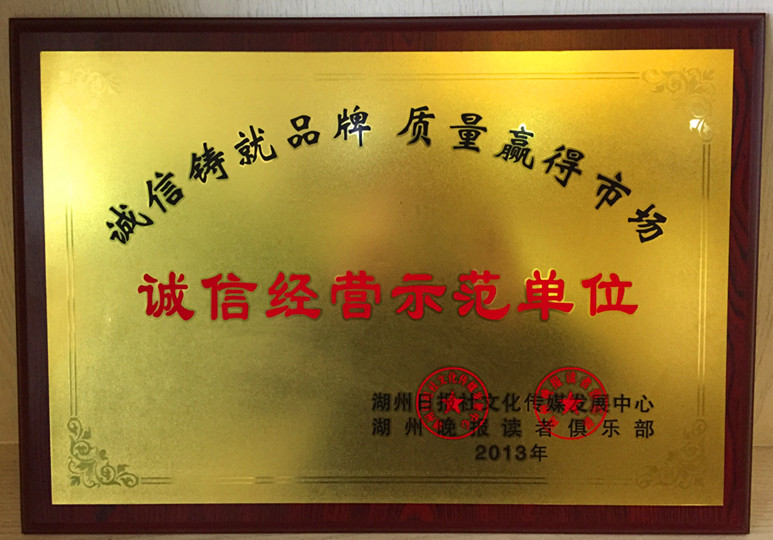 诚信铸就品牌 质量赢得市场
诚信经营示范单位
湖州日报社文化传媒发展中心
湖州晚报读者俱乐部
2013年